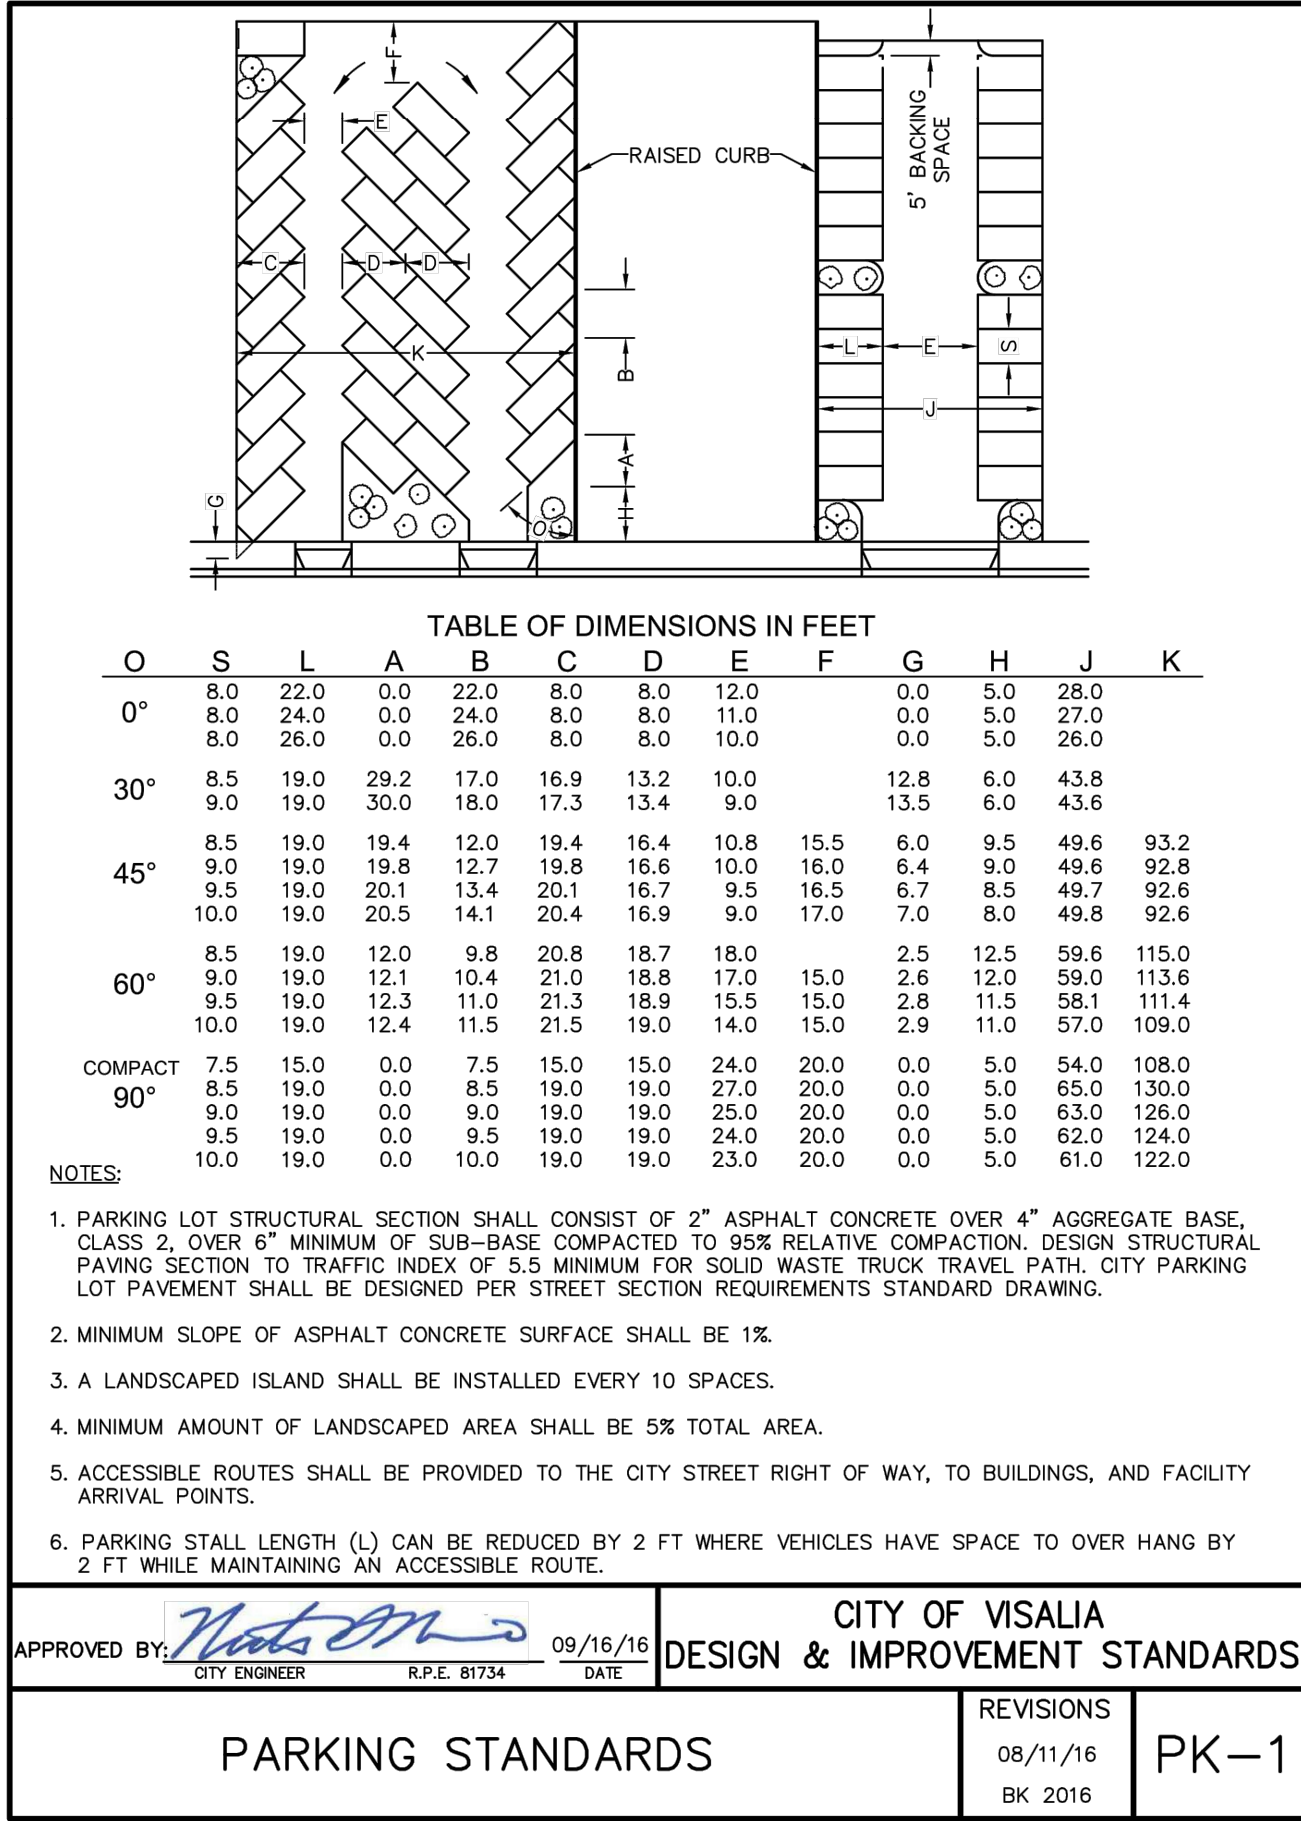 F
E
RAISED CURB
5' BACKING
SPACE
C
D
D
K
B
L
E
S
J
A
G
H
O
TABLE OF DIMENSIONS IN FEET
O S L A B C D E F G H J K
8.0 22.0 0.0 22.0 8.0 8.0 12.0 0.0 5.0 28.0
0° 8.0 24.0 0.0 24.0 8.0 8.0 11.0 0.0 5.0 27.0
8.0 26.0 0.0 26.0 8.0 8.0 10.0 0.0 5.0 26.0
30° 8.5 19.0 29.2 17.0 16.9 13.2 10.0 12.8 6.0 43.8
9.0 19.0 30.0 18.0 17.3 13.4 9.0 13.5 6.0 43.6
8.5 19.0 19.4 12.0 19.4 16.4 10.8 15.5 6.0 9.5 49.6 93.2
45° 9.0 19.0 19.8 12.7 19.8 16.6 10.0 16.0 6.4 9.0 49.6 92.8
9.5 19.0 20.1 13.4 20.1 16.7 9.5 16.5 6.7 8.5 49.7 92.6
10.0 19.0 20.5 14.1 20.4 16.9 9.0 17.0 7.0 8.0 49.8 92.6
8.5 19.0 12.0 9.8 20.8 18.7 18.0 2.5 12.5 59.6 115.0
60° 9.0 19.0 12.1 10.4 21.0 18.8 17.0 15.0 2.6 12.0 59.0 113.6
9.5 19.0 12.3 11.0 21.3 18.9 15.5 15.0 2.8 11.5 58.1 111.4
10.0 19.0 12.4 11.5 21.5 19.0 14.0 15.0 2.9 11.0 57.0 109.0
COMPACT 7.5 15.0 0.0 7.5 15.0 15.0 24.0 20.0 0.0 5.0 54.0 108.0
90° 8.5 19.0 0.0 8.5 19.0 19.0 27.0 20.0 0.0 5.0 65.0 130.0
9.0 19.0 0.0 9.0 19.0 19.0 25.0 20.0 0.0 5.0 63.0 126.0
9.5 19.0 0.0 9.5 19.0 19.0 24.0 20.0 0.0 5.0 62.0 124.0
10.0 19.0 0.0 10.0 19.0 19.0 23.0 20.0 0.0 5.0 61.0 122.0
NOTES:
1. PARKING LOT STRUCTURAL SECTION SHALL CONSIST OF 2" ASPHALT CONCRETE OVER 4" AGGREGATE BASE,
CLASS 2, OVER 6" MINIMUM OF SUB-BASE COMPACTED TO 95% RELATIVE COMPACTION. DESIGN STRUCTURAL
PAVING SECTION TO TRAFFIC INDEX OF 5.5 MINIMUM FOR SOLID WASTE TRUCK TRAVEL PATH. CITY PARKING
LOT PAVEMENT SHALL BE DESIGNED PER STREET SECTION REQUIREMENTS STANDARD DRAWING.
2. MINIMUM SLOPE OF ASPHALT CONCRETE SURFACE SHALL BE 1%.
3. A LANDSCAPED ISLAND SHALL BE INSTALLED EVERY 10 SPACES.
4. MINIMUM AMOUNT OF LANDSCAPED AREA SHALL BE 5% TOTAL AREA.
5. ACCESSIBLE ROUTES SHALL BE PROVIDED TO THE CITY STREET RIGHT OF WAY, TO BUILDINGS, AND FACILITY
ARRIVAL POINTS.
6. PARKING STALL LENGTH (L) CAN BE REDUCED BY 2 FT WHERE VEHICLES HAVE SPACE TO OVER HANG BY
2 FT WHILE MAINTAINING AN ACCESSIBLE ROUTE.
APPROVED BY: 09/16/16
CITY ENGINEER R.P.E. 81734 DATE
CITY OF VISALIA
DESIGN & IMPROVEMENT STANDARDS
PARKING STANDARDS
REVISIONS
08/11/16
BK 2016
PK-1